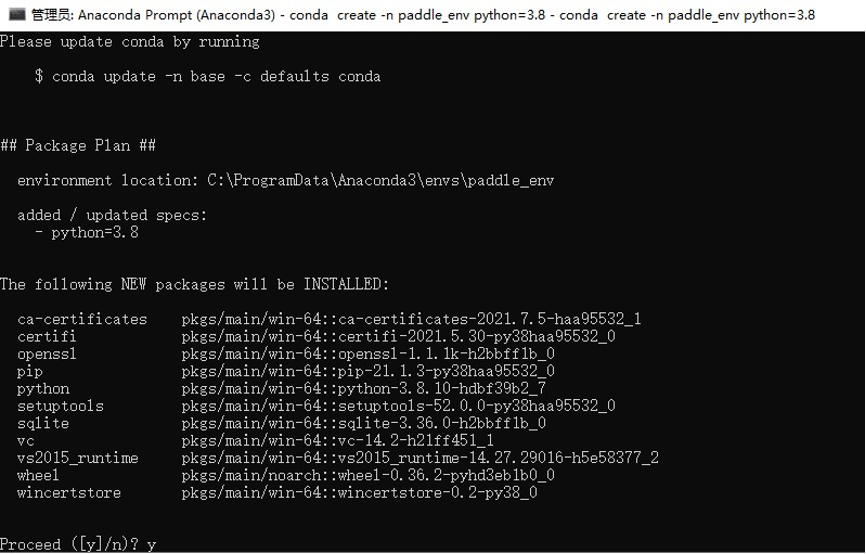 管理员: Anaconda Prompt (Anaconda3) - conda  create -n paddle_env python=3.8 - conda  create -n paddle_env python=3.8
Please update conda by running
$ conda update -n base -c defaults conda
## Package Plan ##
environment location: C:\ProgramData\Anaconda3\envs\paddle_env
added / updated specs:
- python=3.8
The following NEW packages will be INSTALLED:
ca-certificates    pkgs/main/win-64::ca-certificates-2021.7.5-haa95532_1
certifi            pkgs/main/win-64::certifi-2021.5.30-py38haa95532_0
openssl            pkgs/main/win-64::openssl-1.1.1k-h2bbff1b_0
pip                pkgs/main/win-64::pip-21.1.3-py38haa95532_0
python             pkgs/main/win-64::python-3.8.10-hdbf39b2_7
setuptools         pkgs/main/win-64::setuptools-52.0.0-py38haa95532_0
sqlite             pkgs/main/win-64::sqlite-3.36.0-h2bbff1b_0
vc                 pkgs/main/win-64::vc-14.2-h21ff451_1
vs2015_runtime     pkgs/main/win-64::vs2015_runtime-14.27.29016-h5e58377_2
wheel              pkgs/main/noarch::wheel-0.36.2-pyhd3eb1b0_0
wincertstore       pkgs/main/win-64::wincertstore-0.2-py38_0
Proceed ([y]/n)? y